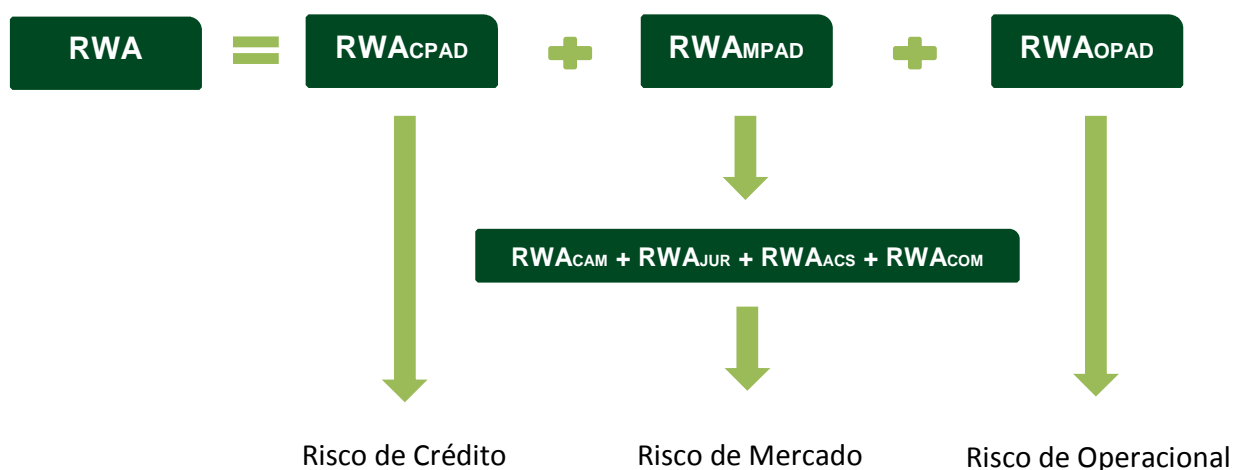 RWA = RWACPAD + RWAMPAD + RWAOPAD
RWACAM + RWAJUR + RWAACS + RWACOM
Risco de Crédito Risco de Mercado Risco de Operacional